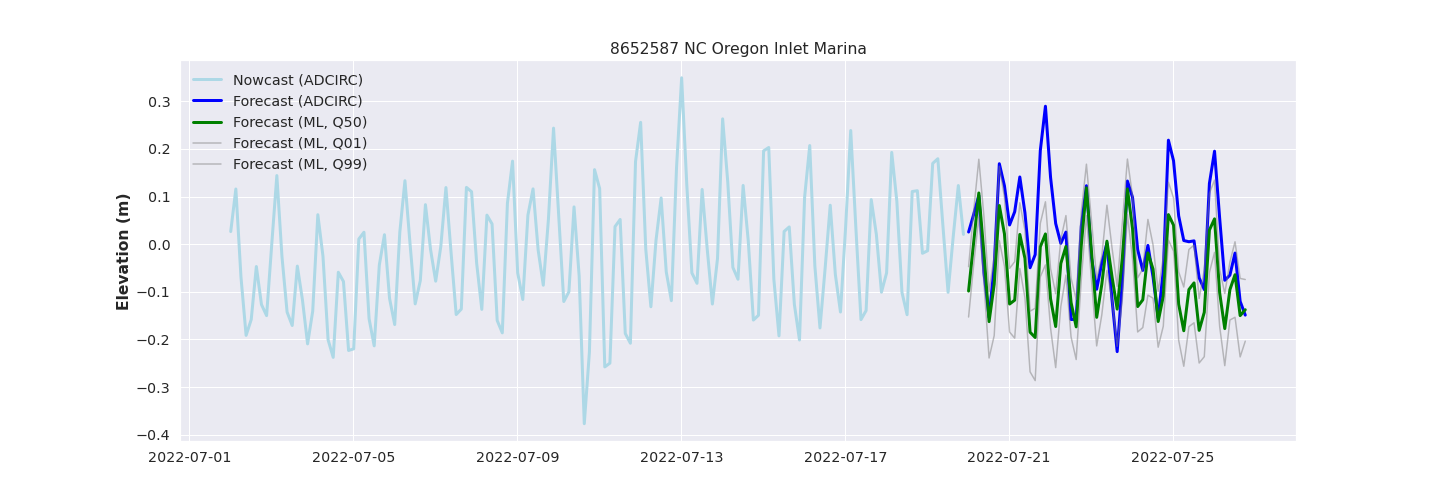 8652587 NC Oregon Inlet Marina
Nowcast (ADCIRC)
Forecast (ADCIRC)
Forecast (ML, Q50)
Forecast (ML, Q01)
Forecast (ML, Q99)
Elevation (m)
0.3
0.2
0.1
0.0
−0.1
−0.2
−0.3
−0.4
2022-07-01
2022-07-05
2022-07-09
2022-07-13
2022-07-17
2022-07-21
2022-07-25